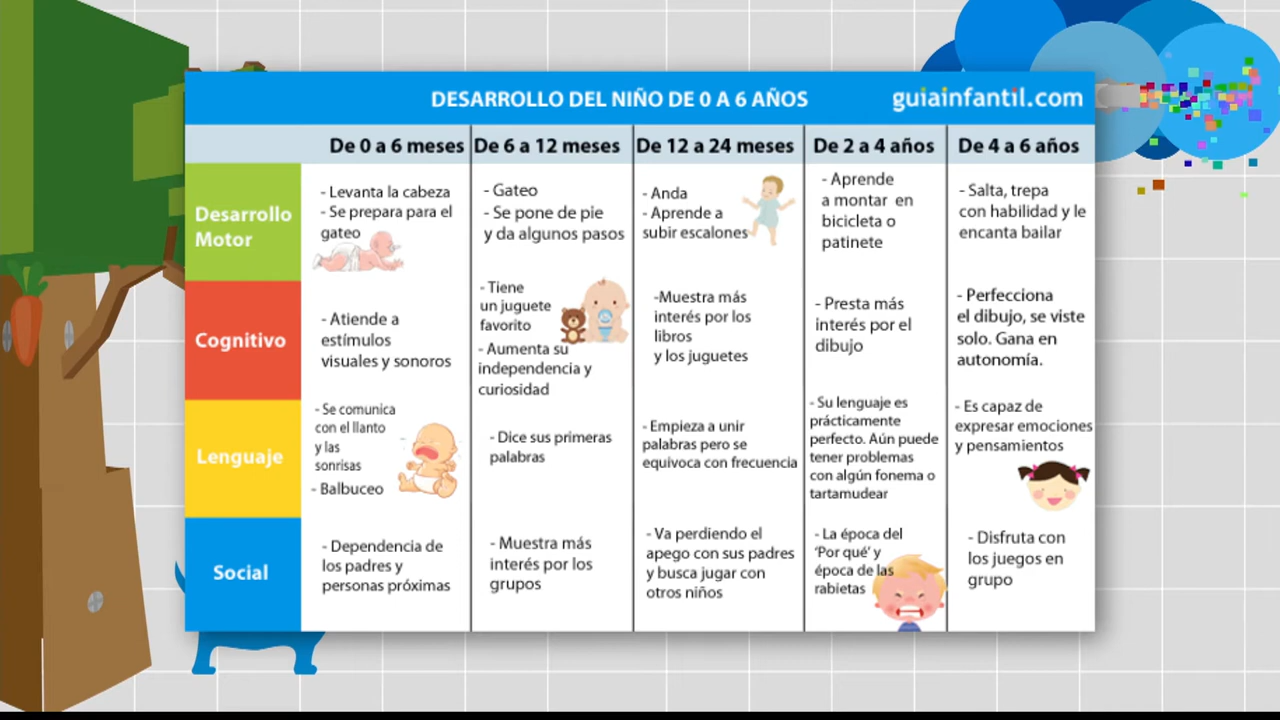 DESARROLLO DEL NIÑO DE 0 A 6 AÑOS
guiainfantil.com
De 0 a 6 meses
De 6 a 12 meses
De 12 a 24 meses
De 2 a 4 años
De 4 a 6 años
Desarrollo
Motor
- Levanta la cabeza
- Se prepara para el
gateo
- Gateo
- Se pone de pie
y da algunos pasos
- Anda
- Aprende a
subir escalones
- Aprende
a montar en
bicicleta o
patinete
- Salta, trepa
con habilidad y le
encanta bailar
Cognitivo
- Atiende a
estímulos
visuales y sonoros
- Tiene
un juguete
favorito
- Aumenta su
independencia y
curiosidad
-Muestra más
interés por los
libros
y los juguetes
- Presta más
interés por el
dibujo
- Perfecciona
el dibujo, se viste
solo. Gana en
autonomía.
Lenguaje
- Se comunica
con el llanto
y las
sonrisas
- Balbuceo
- Dice sus primeras
palabras
- Empieza a unir
palabras pero se
equivoca con frecuencia
- Su lenguaje es
prácticamente
perfecto. Aún puede
tener problemas
con algún fonema o
tartamudear
- Es capaz de
expresar emociones
y pensamientos
Social
- Dependencia de
los padres y
personas próximas
- Muestra más
interés por los
grupos
- Va perdiendo el
apego con sus padres
y busca jugar con
otros niños
- La época del
‘Por qué’ y
época de las
rabietas
- Disfruta con
los juegos en
grupo